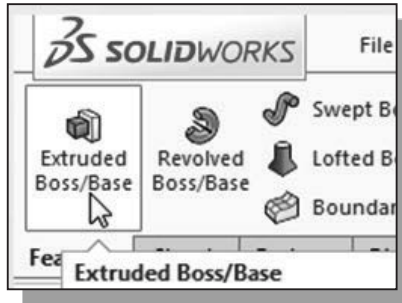 SOLIDWORKS File
Extruded Revolved Swept B
Boss/Base Boss/Base Lofted B
Boundar
Fea
Extruded Boss/Base